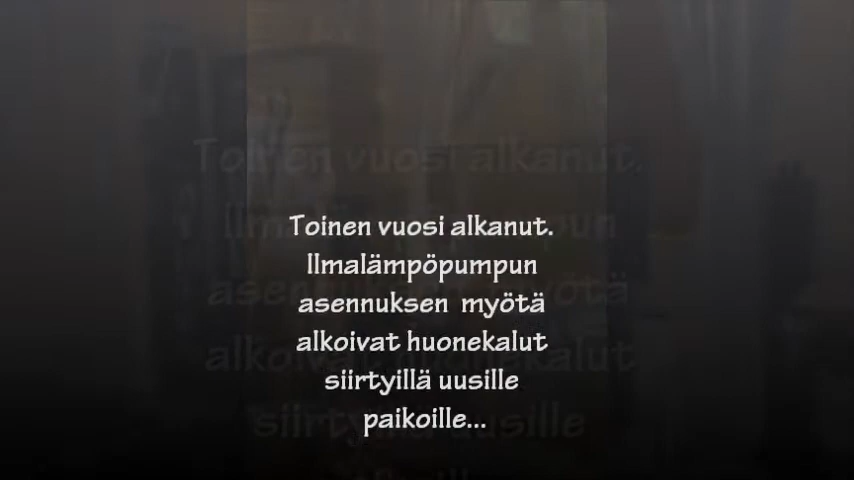 Toinen vuosi alkanut.
Ilmalämpöpumpun
asennuksen myötä
alkoivat huonekalut
siirtyillä uusille
paikoille...